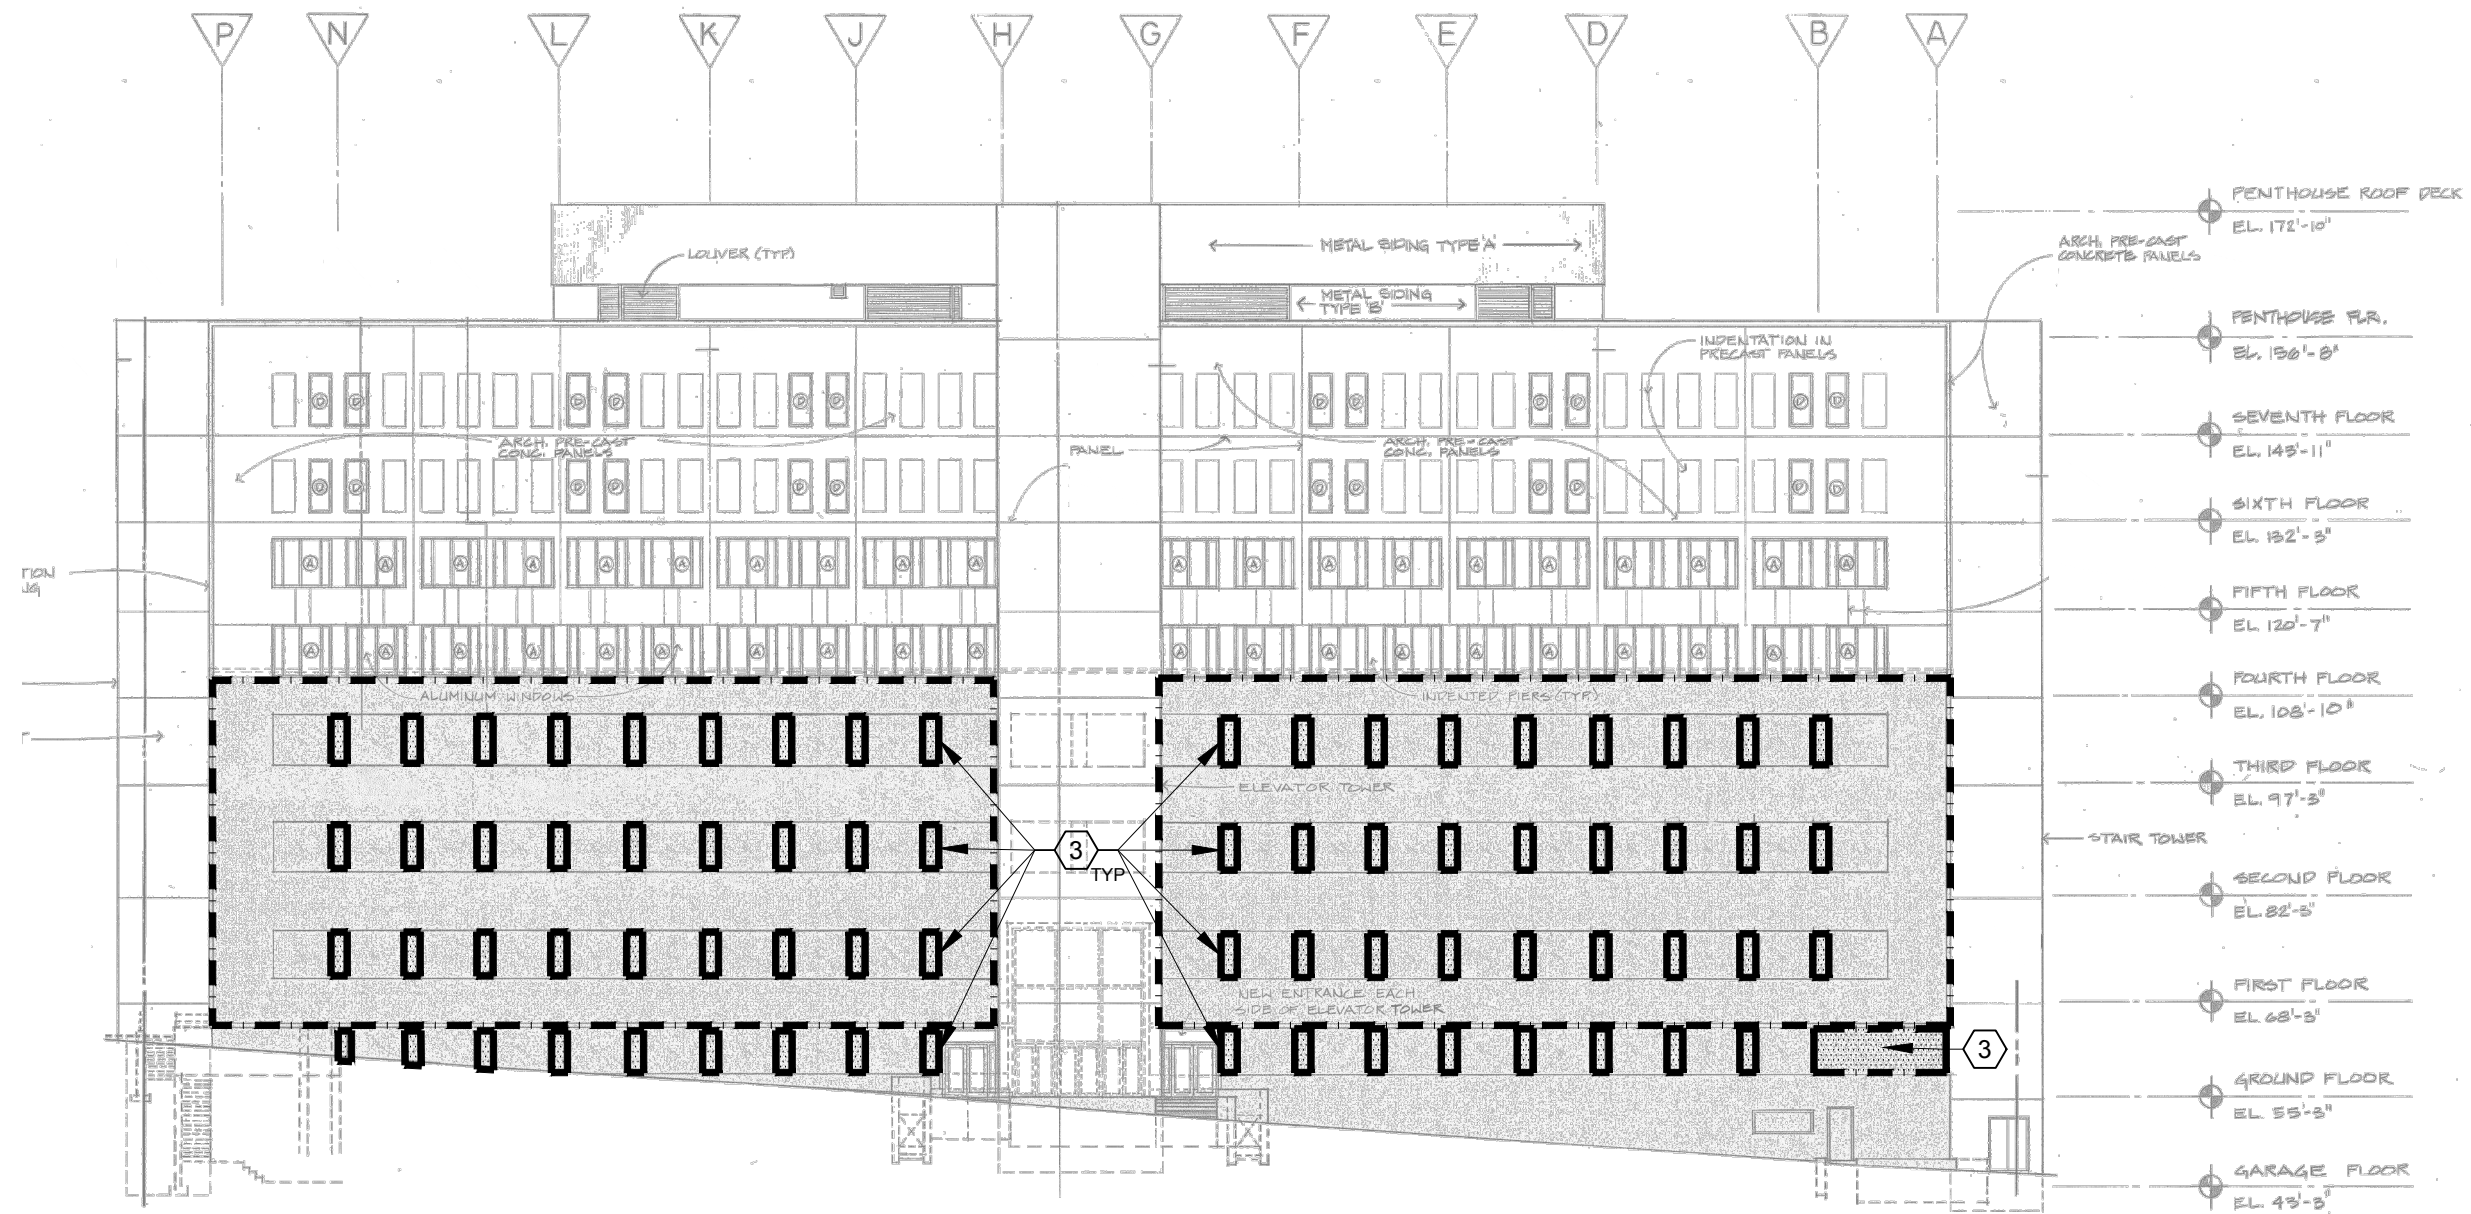 P N L K J H G F E D B A
PENTHOUSE ROOF DECK
EL. 172'-10"
ARCH. PRE-CAST
CONCRETE PANELS
METAL SIDING TYPE 'A'
LOUVER (TYP.)
METAL SIDING
TYPE 'B'
PENTHOUSE FLR.
EL. 156'-8"
INDENTATION IN
PRECAST PANELS
D D D D D D D D D D D D
SEVENTH FLOOR
EL. 143'-11"
ARCH. PRE-CAST
CONC. PANELS
PANEL
ARCH. PRE-CAST
CONC. PANELS
D D D D D D D D D D D D
SIXTH FLOOR
EL. 132'-3"
A A A A A A A A A A A A A A A A A A A A
TION
NG
FIFTH FLOOR
EL. 120'-7"
A A A A A A A A A A A A A A A A A A A A
FOURTH FLOOR
EL. 108'-10"
ALUMINUM WINDOWS
INDENTED PIERS (TYP.)
THIRD FLOOR
EL. 97'-3"
ELEVATOR TOWER
STAIR TOWER
3
TYP
SECOND FLOOR
EL. 82'-3"
FIRST FLOOR
EL. 68'-3"
NEW ENTRANCE EACH
SIDE OF ELEVATOR TOWER
3
GROUND FLOOR
EL. 55'-3"
GARAGE FLOOR
EL. 43'-3"